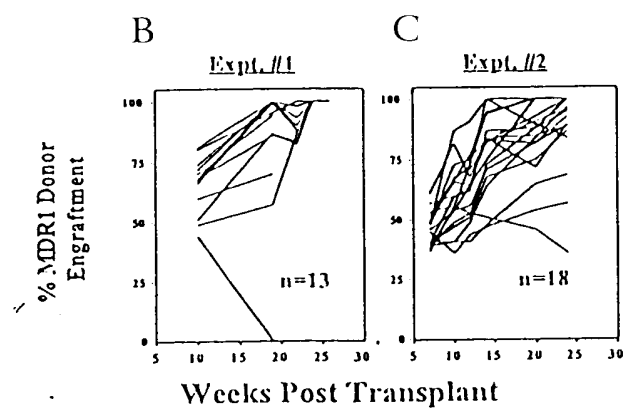 B
C
Expt. #1
Expt. #2
% MDR1 Donor
Engraftment
100
75
50
25
0
n=13
5 10 15 20 25 30
100
75
50
25
0
n=18
5 10 15 20 25 30
Weeks Post Transplant